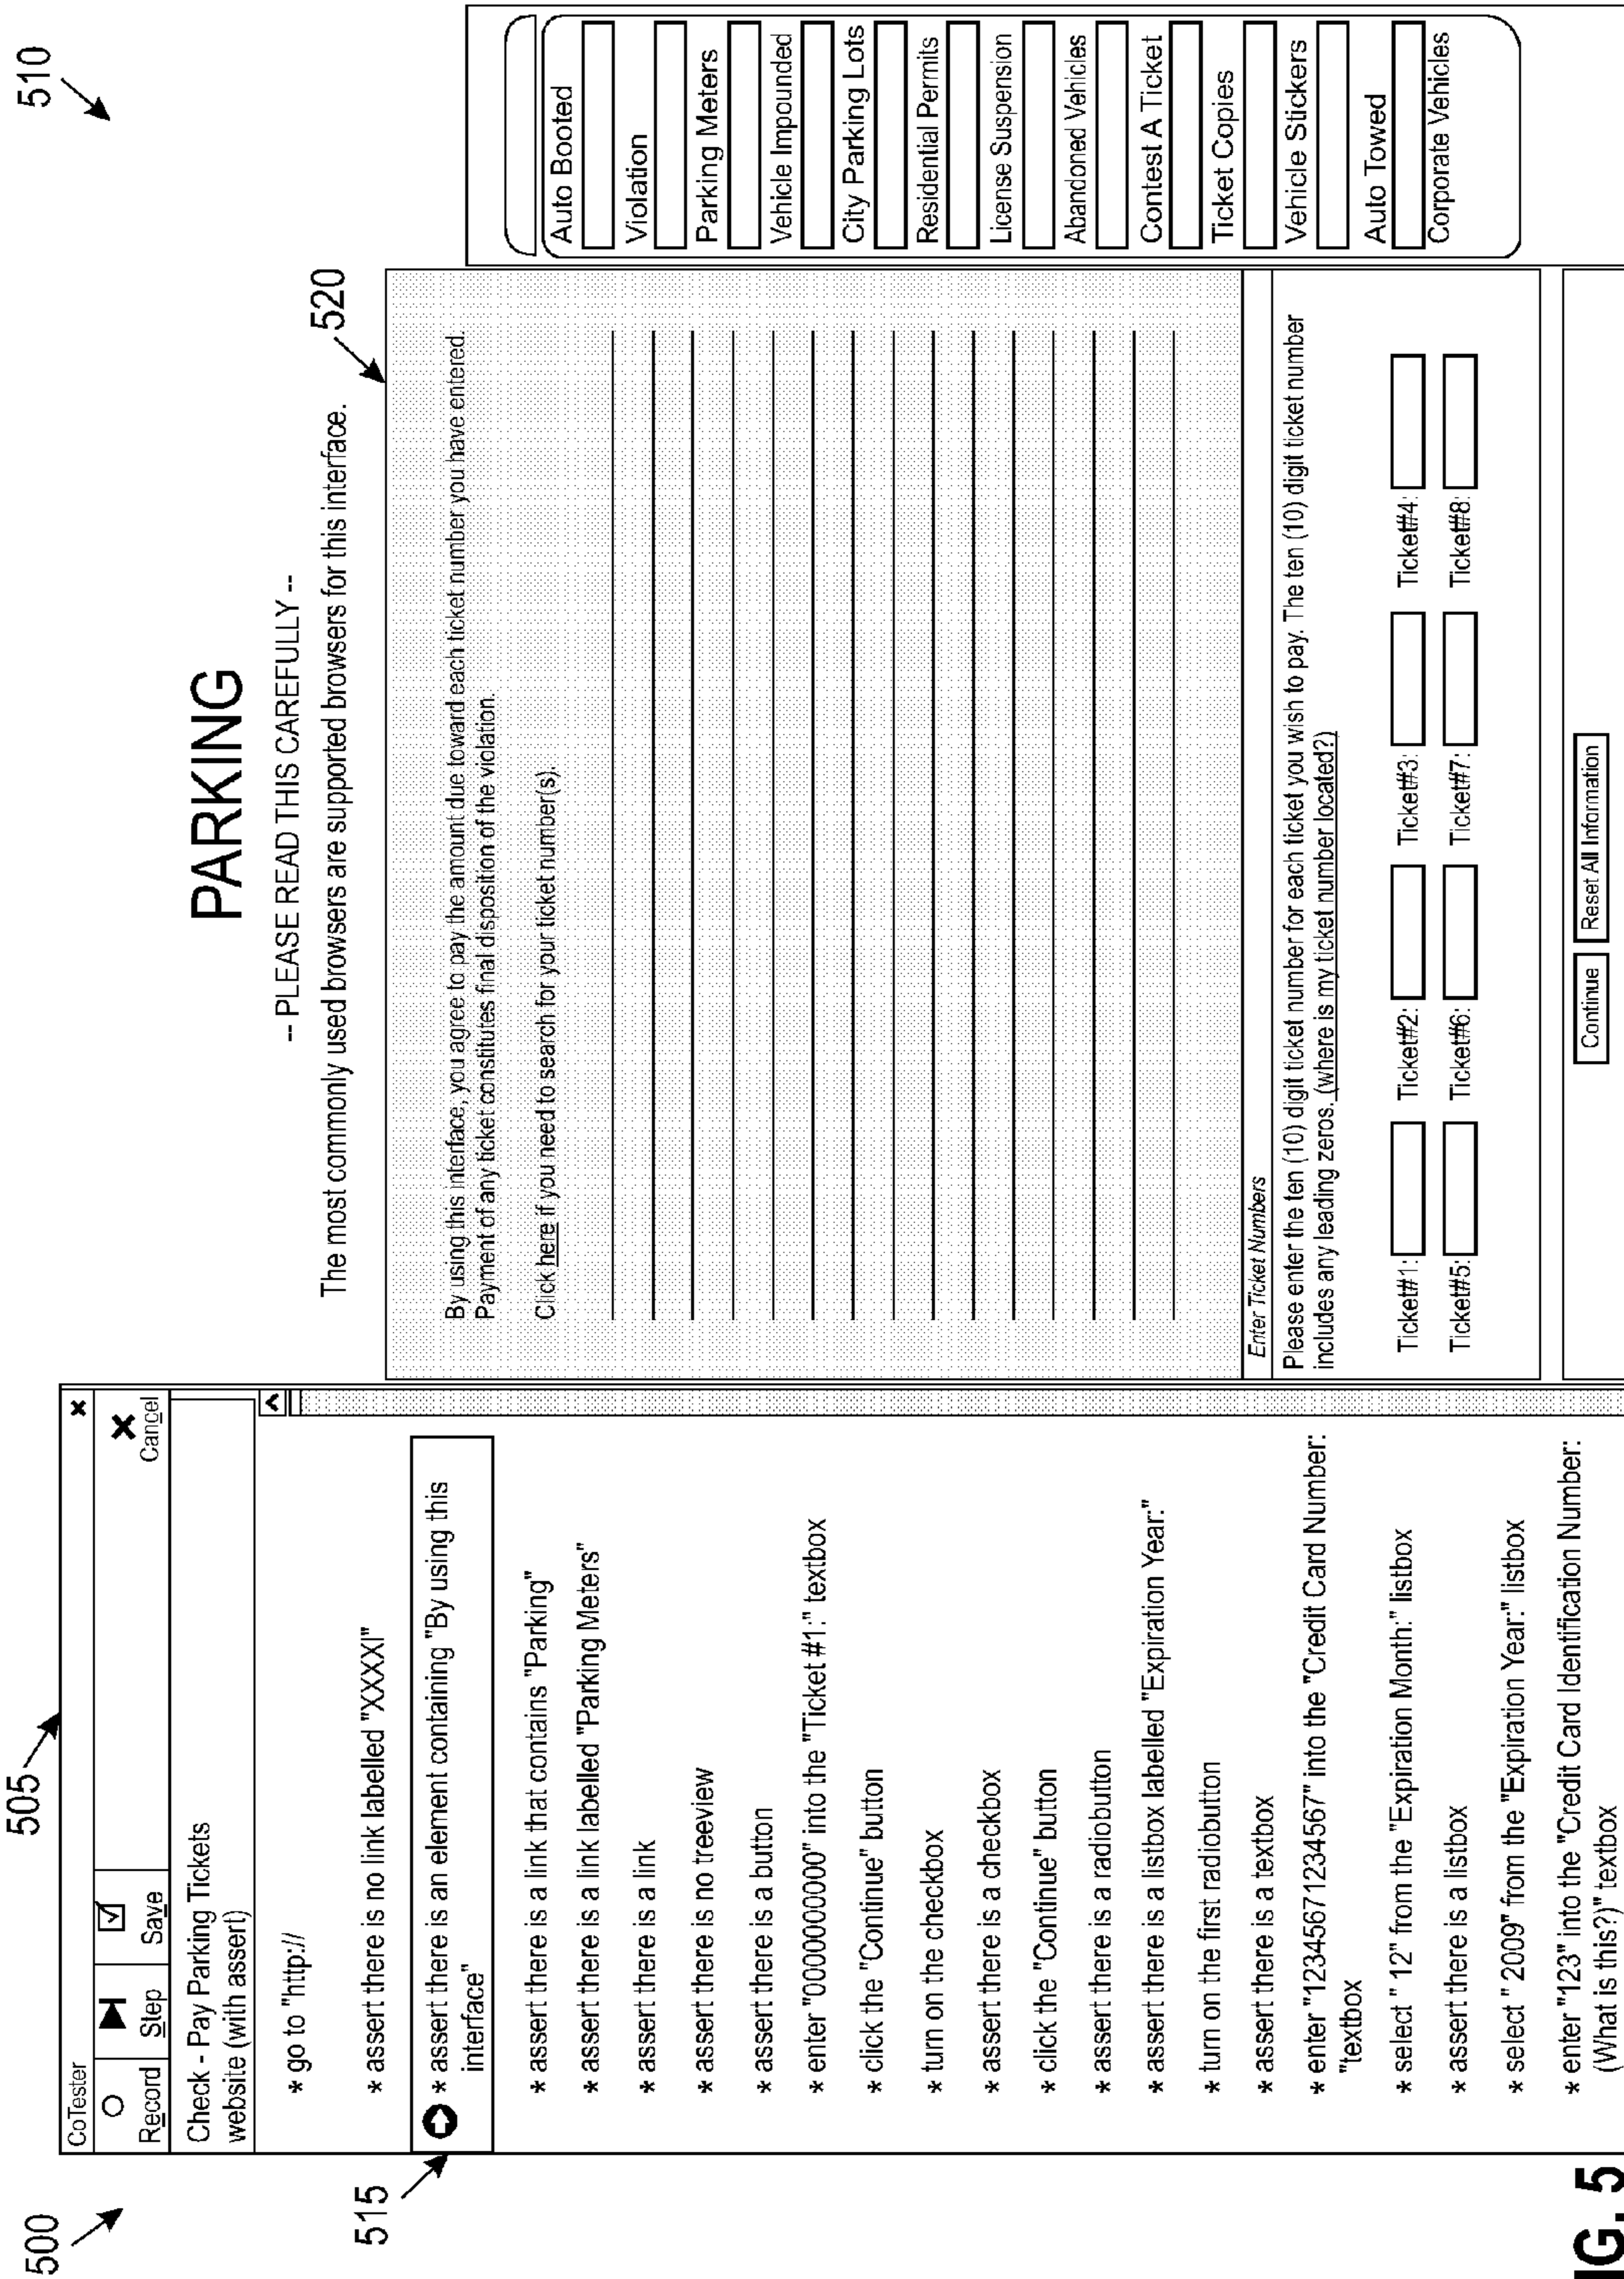 500
505
510
CoTester
Record
Step
Save
Cancel
Check - Pay Parking Tickets
website (with assert)
* go to "http://
* assert there is no link labelled "XXXI"
515
* assert there is an element containing "By using this
interface"
* assert there is a link that contains "Parking"
* assert there is a link labelled "Parking Meters"
* assert there is a link
* assert there is no treeview
* assert there is a button
* enter "0000000000" into the "Ticket #1:" textbox
* click the "Continue" button
* turn on the checkbox
* assert there is a checkbox
* click the "Continue" button
* assert there is a radiobutton
* assert there is a listbox labelled "Expiration Year:"
* turn on the first radiobutton
* assert there is a textbox
* enter "12345671234567" into the "Credit Card Number:
"textbox
* select " 12" from the "Expiration Month:" listbox
* assert there is a listbox
* select " 2009" from the "Expiration Year:" listbox
* enter "123" into the "Credit Card Identification Number:
(What is this?)" textbox
PARKING
-- PLEASE READ THIS CAREFULLY --
The most commonly used browsers are supported browsers for this interface.
520
By using this interface, you agree to pay the amount due toward each ticket number you have entered.
Payment of any ticket constitutes final disposition of the violation.
Click here if you need to search for your ticket number(s).
Enter Ticket Numbers
Please enter the ten (10) digit ticket number for each ticket you wish to pay. The ten (10) digit ticket number
includes any leading zeros. (where is my ticket number located?)
Ticket#1: Ticket#2: Ticket#3: Ticket#4:
Ticket#5: Ticket#6: Ticket#7: Ticket#8:
Continue Reset All Information
Auto Booted
Violation
Parking Meters
Vehicle Impounded
City Parking Lots
Residential Permits
License Suspension
Abandoned Vehicles
Contest A Ticket
Ticket Copies
Vehicle Stickers
Auto Towed
Corporate Vehicles
IG. 5